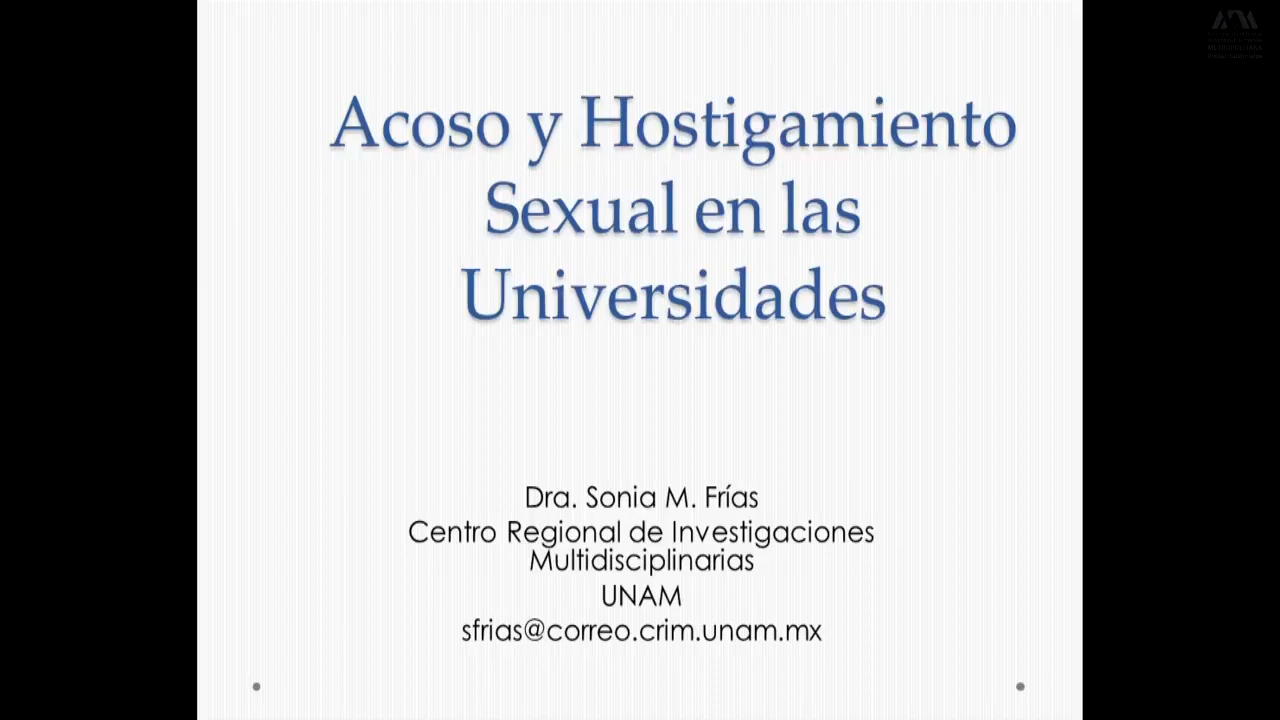 Acoso y Hostigamiento
Sexual en las
Universidades
Dra. Sonia M. Frías
Centro Regional de Investigaciones
Multidisciplinarias
UNAM
sfrias@correo.crim.unam.mx
METROPOLITANA